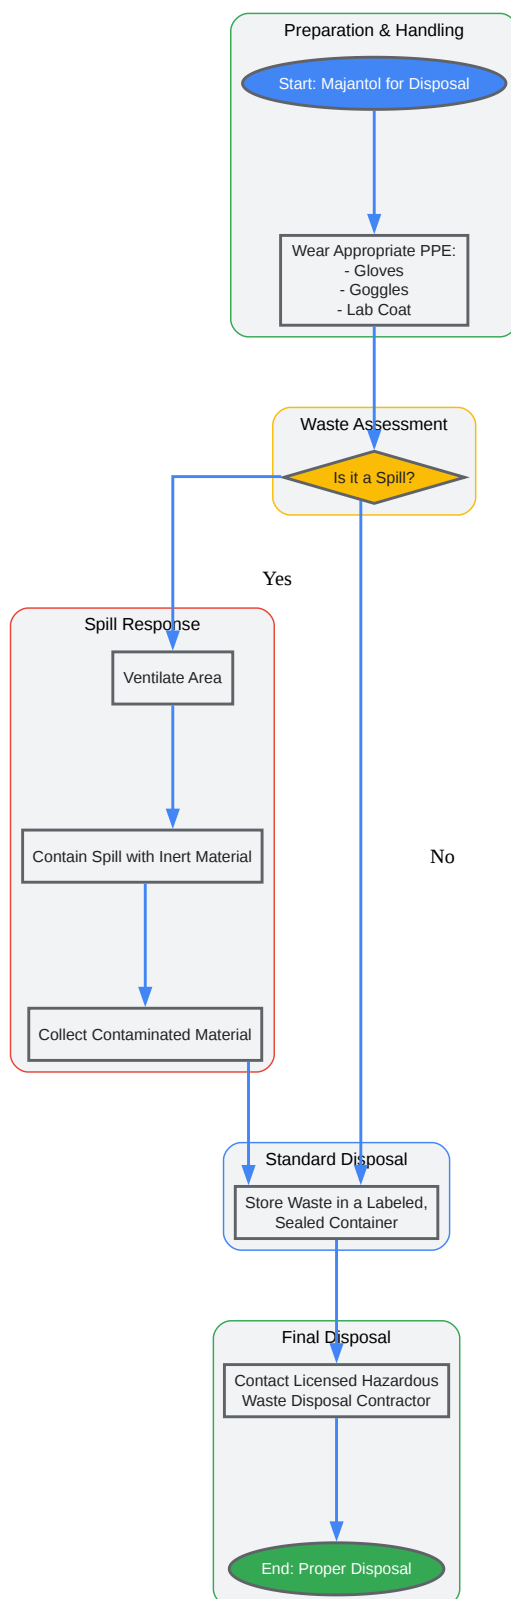 Preparation & Handling
Start: Majantol for Disposal
Wear Appropriate PPE:
- Gloves
- Goggles
- Lab Coat
Waste Assessment
Is it a Spill?
Yes
Spill Response
Ventilate Area
Contain Spill with Inert Material
No
Collect Contaminated Material
Standard Disposal
Store Waste in a Labeled,
Sealed Container
Final Disposal
Contact Licensed Hazardous
Waste Disposal Contractor
End: Proper Disposal